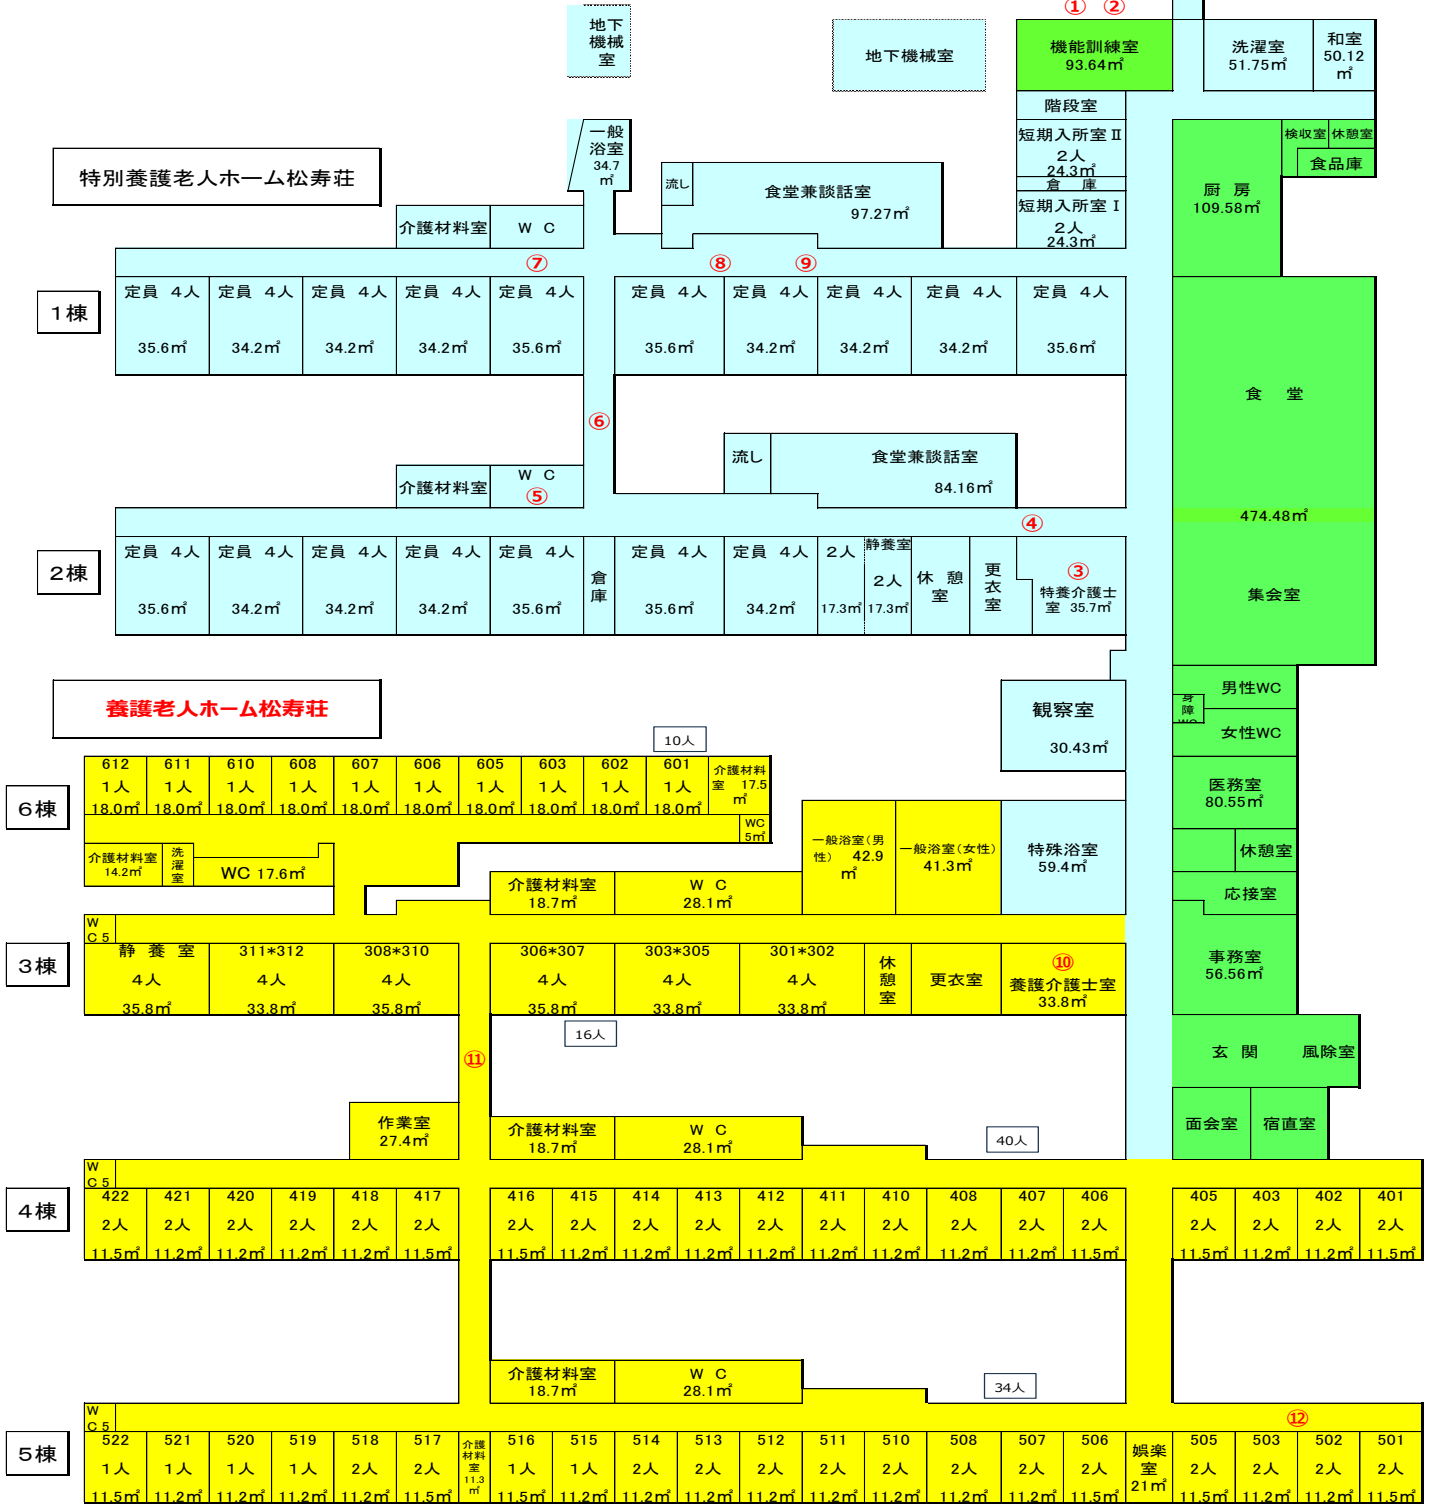 ① ②
地下
機械
室
地下機械室
機能訓練室
93.64㎡
洗濯室
51.75㎡
和室
50.12
㎡
階段室
短期入所室Ⅱ
2人
24.3㎡
倉 庫
短期入所室Ⅰ
2人
24.3㎡
検収室
休憩室
食品庫
厨 房
109.58㎡
特別養護老人ホーム松寿荘
一般
浴室
34.7
㎡
流し
食堂兼談話室
97.27㎡
介護材料室
W C
⑦
⑧
⑨
1棟
定員 4人
35.6㎡
定員 4人
34.2㎡
定員 4人
34.2㎡
定員 4人
34.2㎡
定員 4人
35.6㎡
定員 4人
35.6㎡
定員 4人
34.2㎡
定員 4人
34.2㎡
定員 4人
34.2㎡
定員 4人
35.6㎡
食 堂
474.48㎡
集会室
⑥
流し
食堂兼談話室
84.16㎡
介護材料室
W C
⑤
④
2棟
定員 4人
35.6㎡
定員 4人
34.2㎡
定員 4人
34.2㎡
定員 4人
34.2㎡
定員 4人
35.6㎡
倉
庫
定員 4人
35.6㎡
定員 4人
34.2㎡
2人
17.3㎡
静養室
2人
17.3㎡
休 憩
室
更
衣
室
③
特養介護士
室 35.7㎡
養護老人ホーム松寿荘
観察室
30.43㎡
男性WC
身
障
WC
女性WC
医務室
80.55㎡
休憩室
応接室
事務室
56.56㎡
10人
6棟
612
1人
18.0㎡
611
1人
18.0㎡
610
1人
18.0㎡
608
1人
18.0㎡
607
1人
18.0㎡
606
1人
18.0㎡
605
1人
18.0㎡
603
1人
18.0㎡
602
1人
18.0㎡
601
1人
18.0㎡
介護材料
室 17.5
㎡
WC
5㎡
介護材料室
14.2㎡
洗
濯
室
WC 17.6㎡
介護材料室
18.7㎡
W C
28.1㎡
一般浴室(男
性) 42.9
㎡
一般浴室(女性)
41.3㎡
特殊浴室
59.4㎡
W
C 5
3棟
静 養 室
4人
35.8㎡
311*312
4人
33.8㎡
308*310
4人
35.8㎡
306*307
4人
35.8㎡
303*305
4人
33.8㎡
301*302
4人
33.8㎡
休
憩
室
更衣室
⑩
養護介護士室
33.8㎡
16人
⑪
玄 関
風除室
面会室
宿直室
作業室
27.4㎡
介護材料室
18.7㎡
W C
28.1㎡
40人
W
C 5
4棟
422
2人
11.5㎡
421
2人
11.2㎡
420
2人
11.2㎡
419
2人
11.2㎡
418
2人
11.2㎡
417
2人
11.5㎡
416
2人
11.5㎡
415
2人
11.2㎡
414
2人
11.2㎡
413
2人
11.2㎡
412
2人
11.2㎡
411
2人
11.2㎡
410
2人
11.2㎡
408
2人
11.2㎡
407
2人
11.2㎡
406
2人
11.5㎡
405
2人
11.5㎡
403
2人
11.2㎡
402
2人
11.2㎡
401
2人
11.5㎡
介護材料室
18.7㎡
W C
28.1㎡
34人
W
C 5
⑫
5棟
522
1人
11.5㎡
521
1人
11.2㎡
520
1人
11.2㎡
519
1人
11.2㎡
518
2人
11.2㎡
517
2人
11.5㎡
介護
材料
室
11.3
㎡
516
1人
11.5㎡
515
1人
11.2㎡
514
2人
11.2㎡
513
2人
11.2㎡
512
2人
11.2㎡
511
2人
11.2㎡
510
2人
11.2㎡
508
2人
11.2㎡
507
2人
11.2㎡
506
2人
11.5㎡
娯楽
室
21㎡
505
2人
11.5㎡
503
2人
11.2㎡
502
2人
11.2㎡
501
2人
11.5㎡